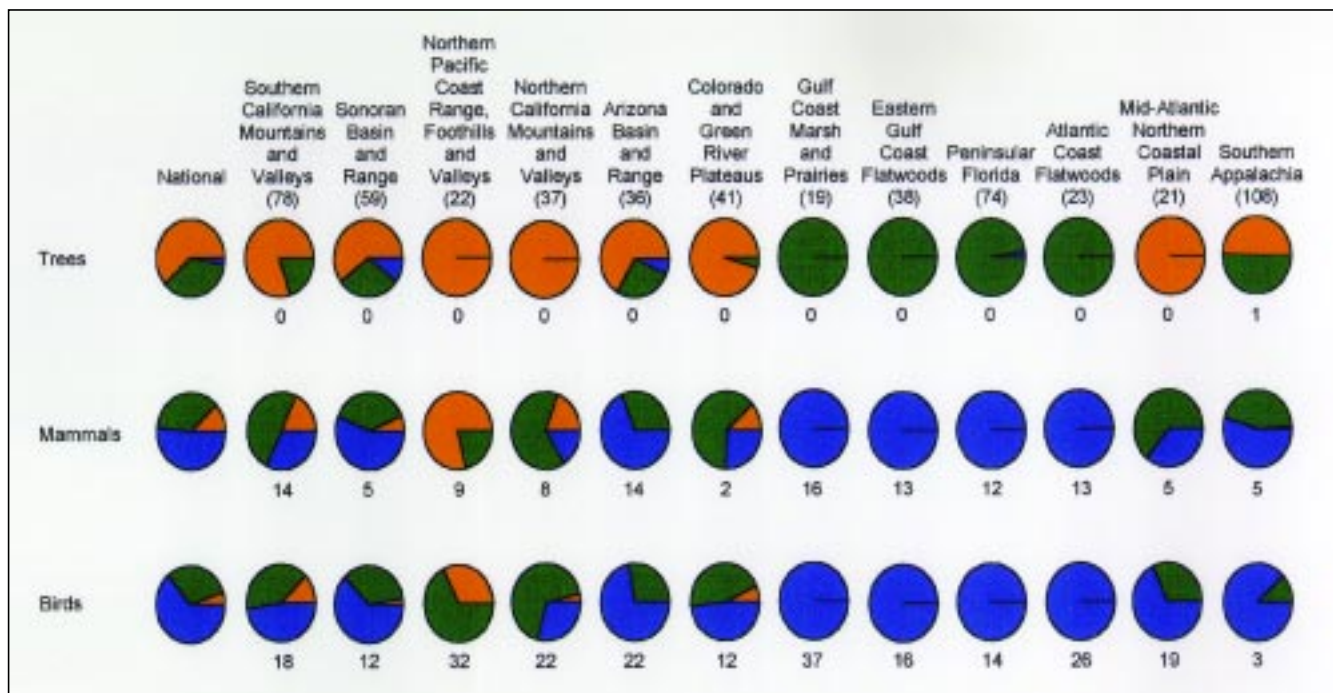 National
Southern
California
Mountains
and
Valleys
(78)
Sonoran
Basin
and
Range
(59)
Northern
Pacific
Coast
Range,
Foothills
and
Valleys
(22)
Northern
California
Mountains
and
Valleys
(37)
Arizona
Basin
and
Range
(36)
Colorado
and
Green
River
Plateaus
(41)
Gulf
Coast
Marsh
and
Prairies
(19)
Eastern
Gulf
Coast
Flatwoods
(38)
Peninsular
Florida
(74)
Atlantic
Coast
Flatwoods
(23)
Mid-Atlantic
Northern
Coastal
Plain
(21)
Southern
Appalachia
(108)
Trees
0 0 0 0 0 0 0 0 0 0 0 1
Mammals
14 5 9 8 14 2 16 13 12 13 5 5
Birds
18 12 32 22 22 12 37 16 14 26 19 3